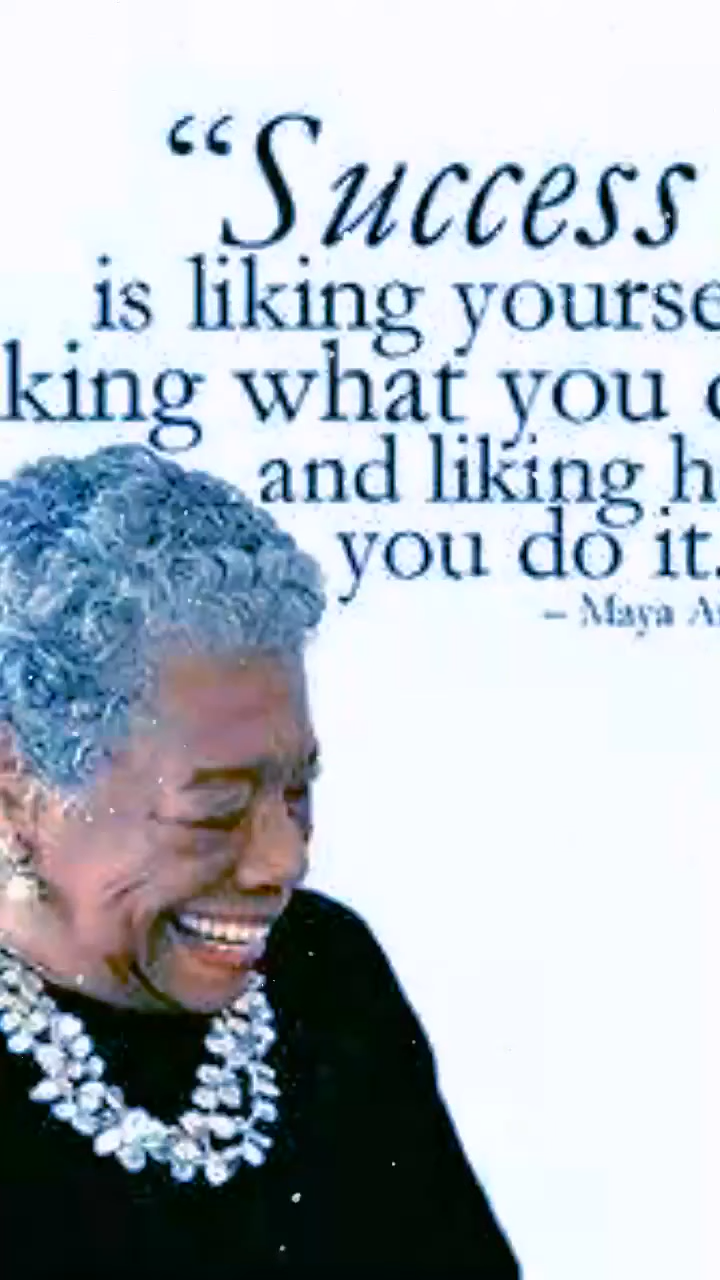 “Success
is liking yourse
king what you
and liking h
you do it.
– Maya A